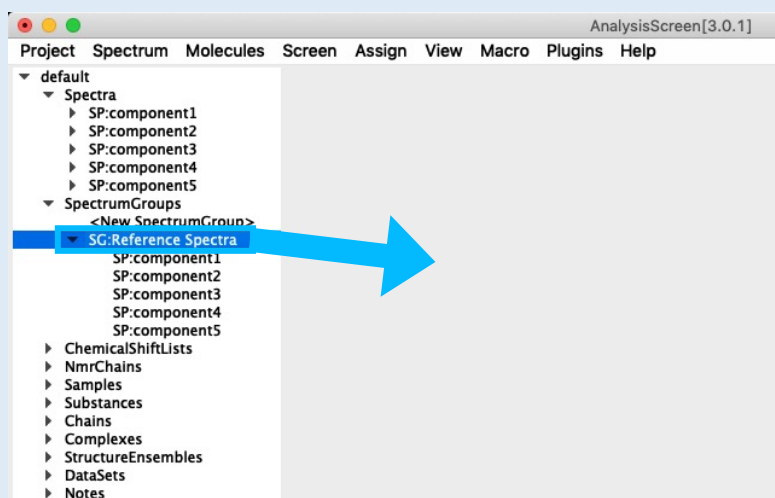 AnalysisScreen[3.0.1]
Project Spectrum Molecules Screen Assign View Macro Plugins Help
default
Spectra
SP:component1
SP:component2
SP:component3
SP:component4
SP:component5
SpectrumGroups
<New SpectrumGroup>
SG:Reference Spectra
SP:component1
SP:component2
SP:component3
SP:component4
SP:component5
ChemicalShiftLists
NmrChains
Samples
Substances
Chains
Complexes
StructureEnsembles
DataSets
Notes